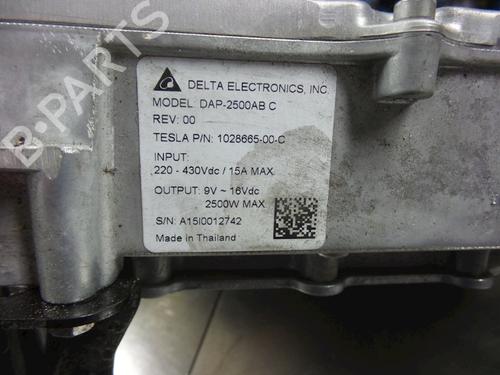 DELTA ELECTRONICS, INC.
MODEL: DAP-2500AB C
REV: 00
TESLA P/N: 1028665-00-C
INPUT:
220 - 430Vdc / 15A MAX
OUTPUT: 9V ~ 16Vdc
2500W MAX
S/N: A15I0012742
Made in Thailand